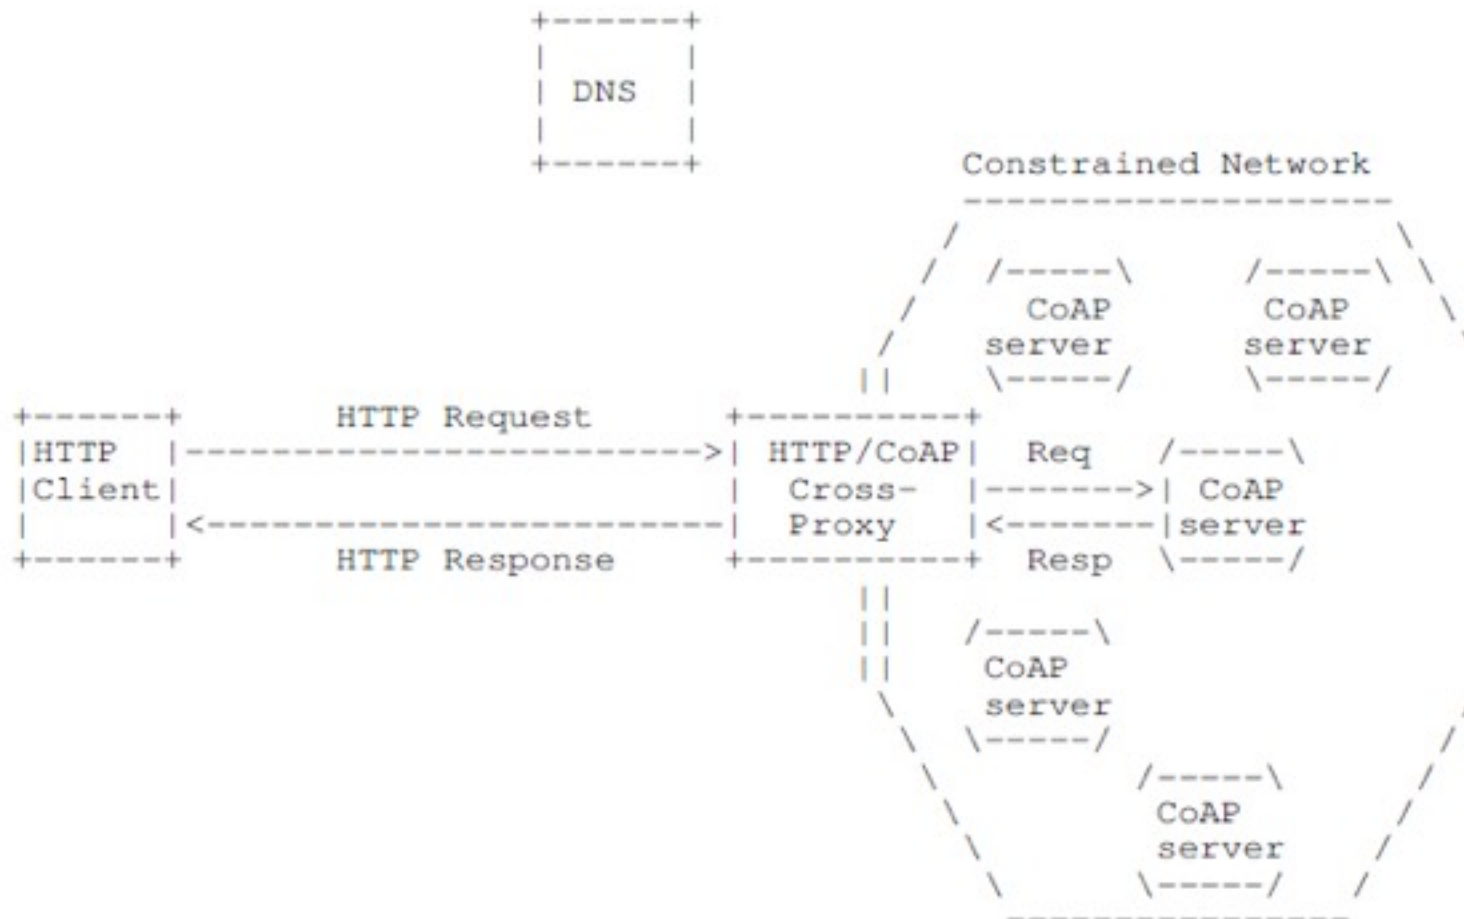 DNS
Constrained Network
CoAP CoAP
server server
HTTP Request
HTTP HTTP/CoAP Req
Client Cross- CoAP
Proxy server
HTTP Response Resp
CoAP
server
CoAP
server